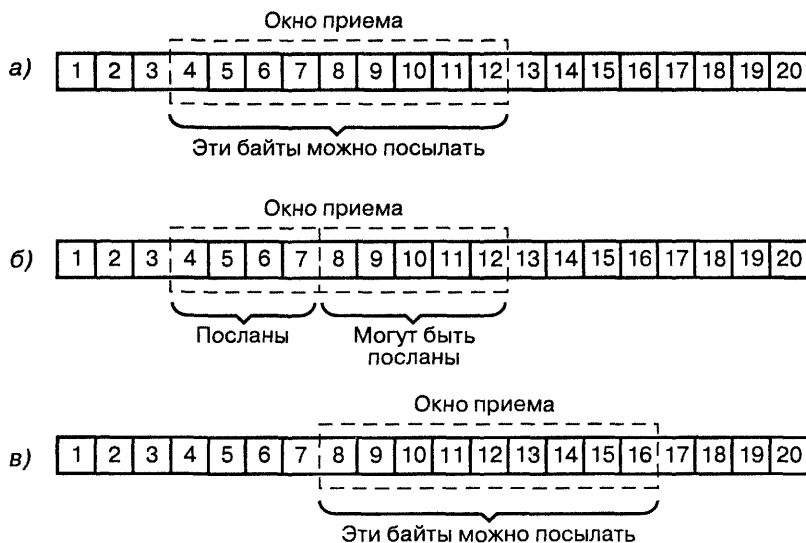 Окно приема
а) 1 2 3 4 5 6 7 8 9 10 11 12 13 14 15 16 17 18 19 20
Эти байты можно посылать
Окно приема
б) 1 2 3 4 5 6 7 8 9 10 11 12 13 14 15 16 17 18 19 20
Посланы Могут быть
посланы
Окно приема
в) 1 2 3 4 5 6 7 8 9 10 11 12 13 14 15 16 17 18 19 20
Эти байты можно посылать